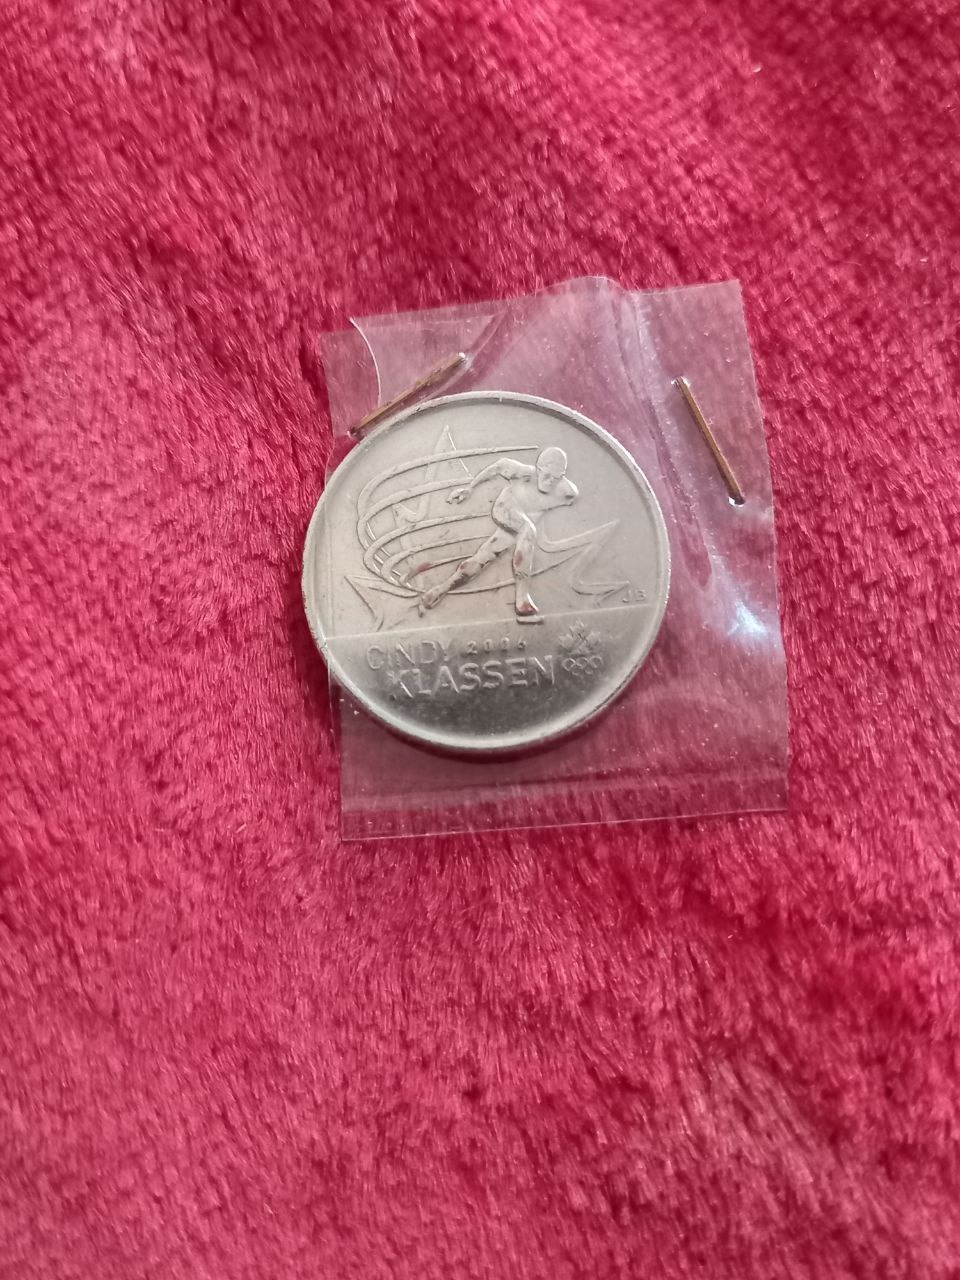 JB
CINDY 2006
KLASSEN